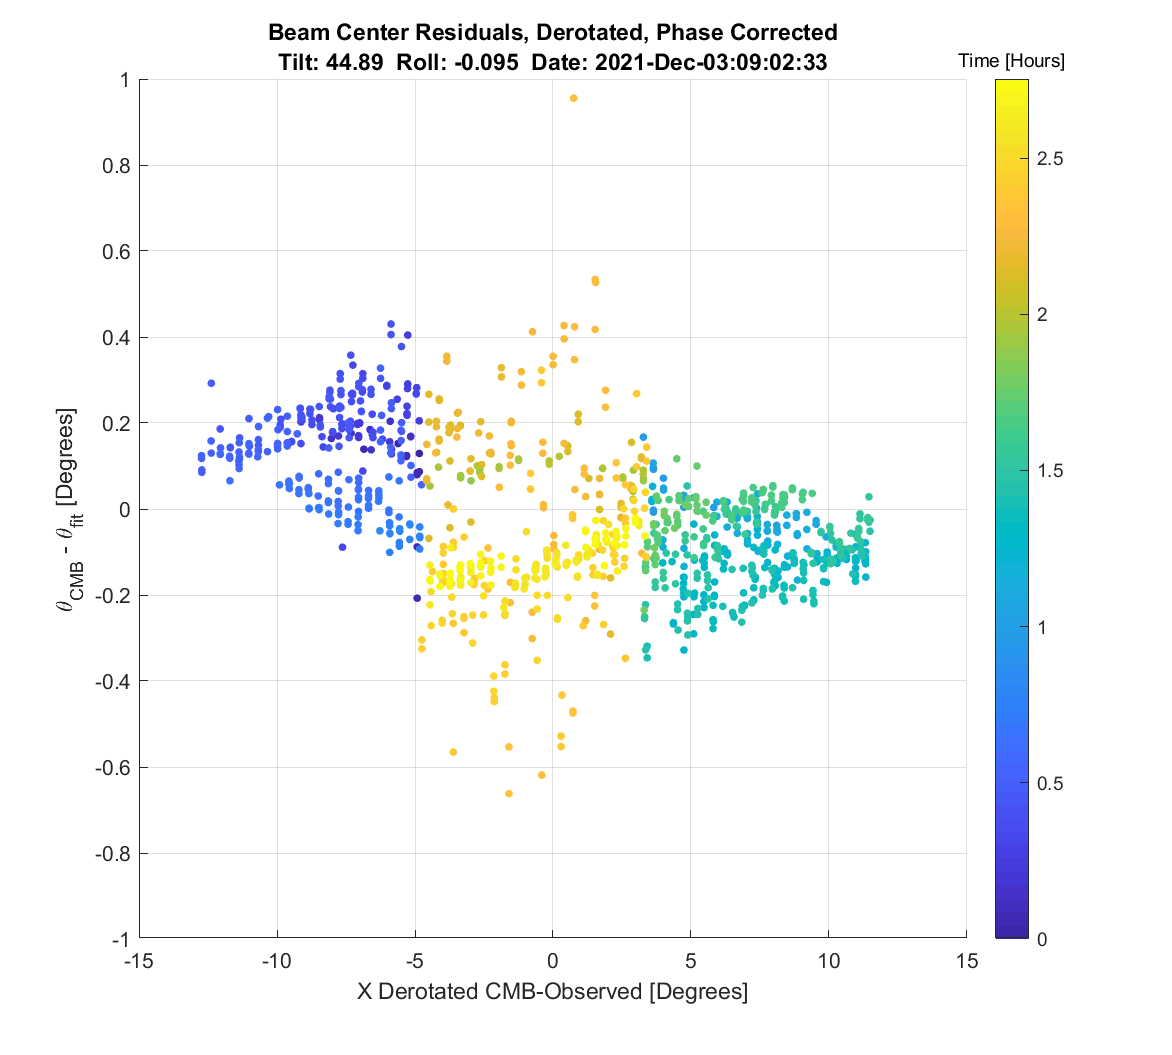 Beam Center Residuals, Derotated, Phase Corrected
Tilt: 44.89 Roll: -0.095 Date: 2021-Dec-03:09:02:33
Time [Hours]
1
0.8
0.6
0.4
0.2
0
-0.2
-0.4
-0.6
-0.8
-1
θCMB - θfit [Degrees]
-15 -10 -5 0 5 10 15
X Derotated CMB-Observed [Degrees]
2.5
2
1.5
1
0.5
0